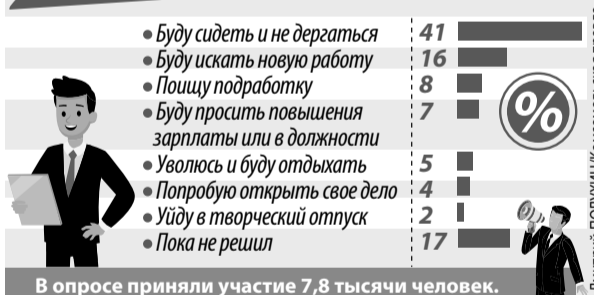 • Буду сидеть и не дергаться 41
• Буду искать новую работу 16
• Поищу подработку 8
• Буду просить повышения
зарплаты или в должности 7
• Уволюсь и буду отдыхать 5
• Попробую открыть свое дело 4
• Уйду в творческий отпуск 2
• Пока не решил 17
%
В опросе приняли участие 7,8 тысячи человек.